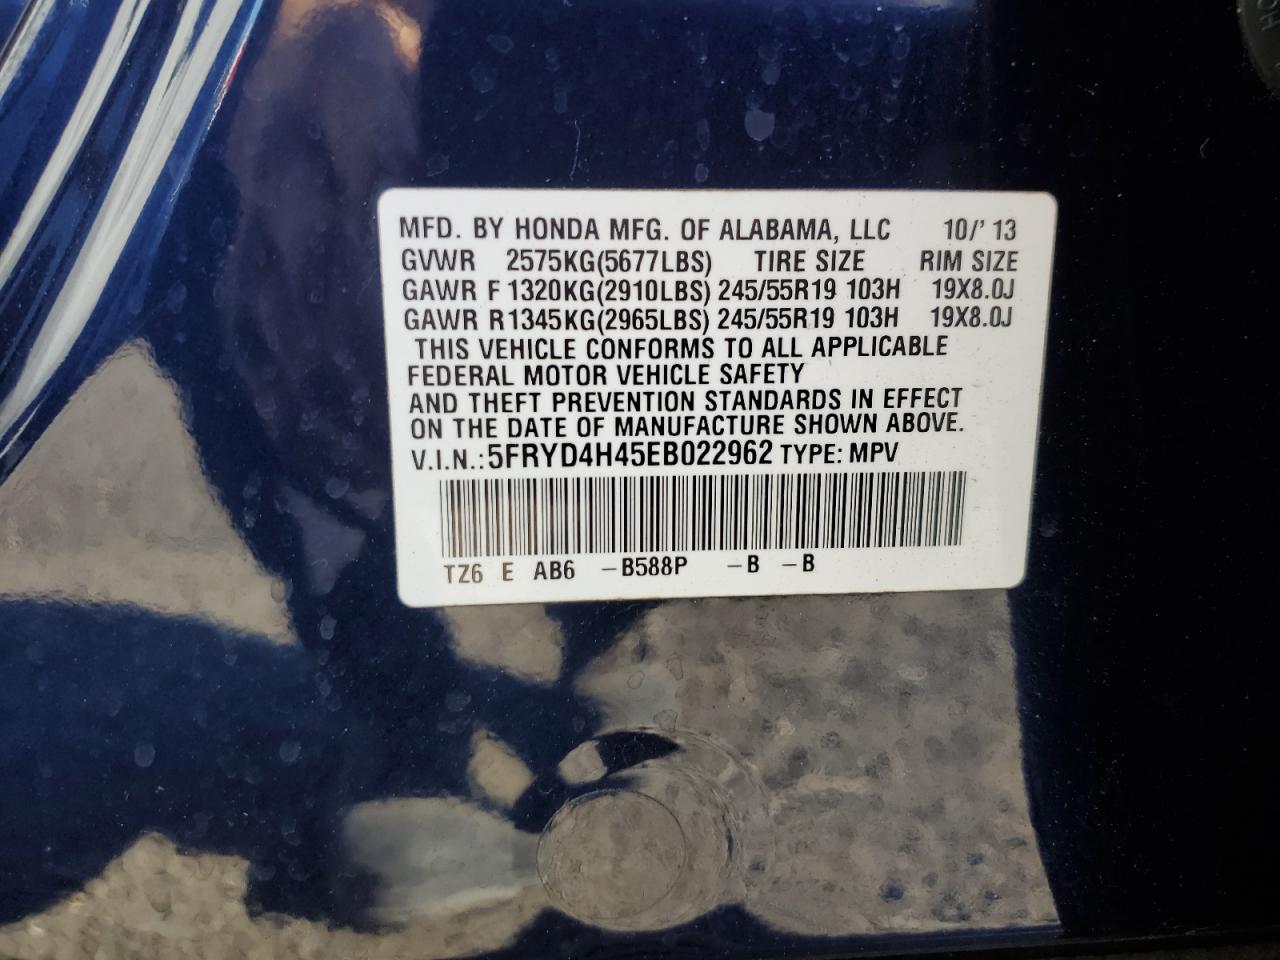 MFD. BY HONDA MFG. OF ALABAMA, LLC 10/' 13
GVWR 2575KG(5677LBS) TIRE SIZE RIM SIZE
GAWR F 1320KG(2910LBS) 245/55R19 103H 19X8.0J
GAWR R1345KG(2965LBS) 245/55R19 103H 19X8.0J
THIS VEHICLE CONFORMS TO ALL APPLICABLE
FEDERAL MOTOR VEHICLE SAFETY
AND THEFT PREVENTION STANDARDS IN EFFECT
ON THE DATE OF MANUFACTURE SHOWN ABOVE.
V.I.N.: 5FRYD4H45EB022962 TYPE: MPV
TZ6 E AB6 –B588P –B –B